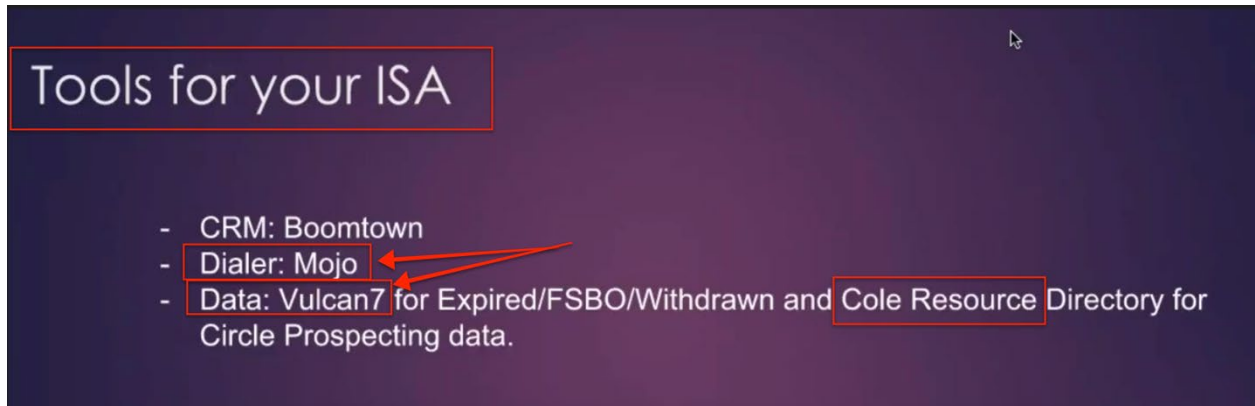 Tools for your ISA
- CRM: Boomtown
- Dialer: Mojo
- Data: Vulcan7 for Expired/FSBO/Withdrawn and Cole Resource Directory for
Circle Prospecting data.